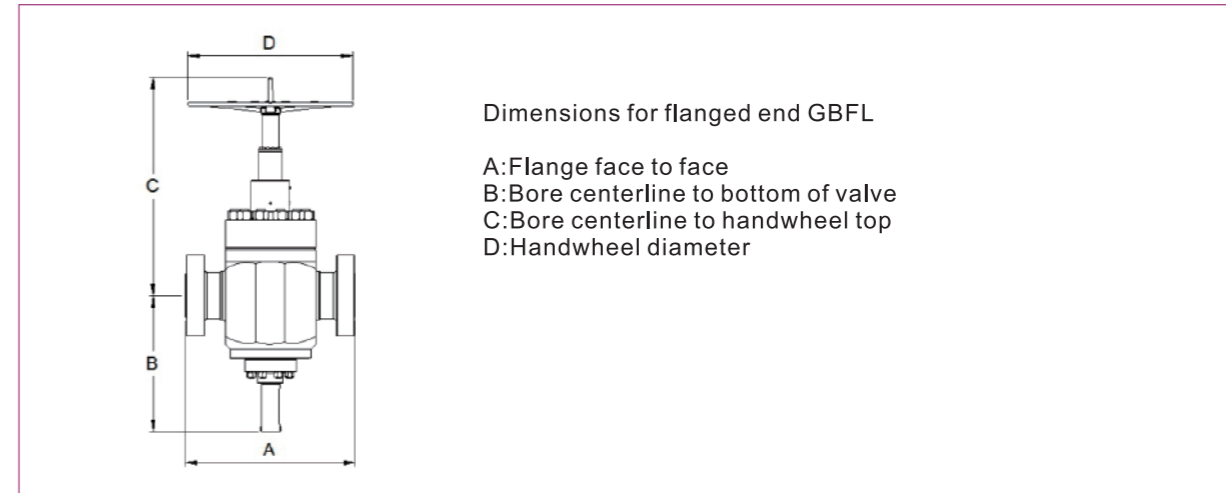 D
C
B
A
Dimensions for flanged end GBFL
A:Flange face to face
B:Bore centerline to bottom of valve
C:Bore centerline to handwheel top
D:Handwheel diameter